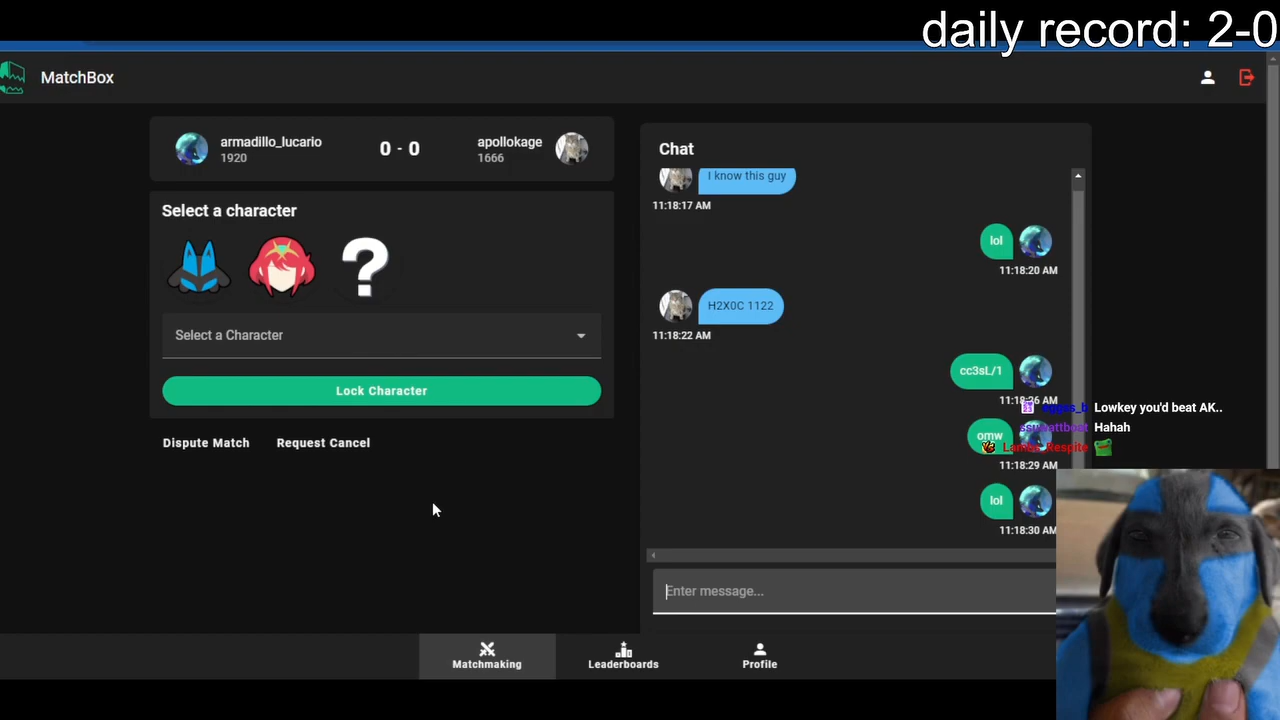 daily record: 2-0
MatchBox
armadillo_lucario
1920
0 - 0
apollokage
1666
Select a character
?
Select a Character
Lock Character
Dispute Match
Request Cancel
Chat
I know this guy
11:18:17 AM
lol
11:18:20 AM
H2X0C 1122
11:18:22 AM
cc3sL/1
11:18:26 AM
Lowkey you'd beat AK..
Hahah
omw
Lambs_Respite
11:18:29 AM
lol
11:18:30 AM
Enter message...
Matchmaking
Leaderboards
Profile